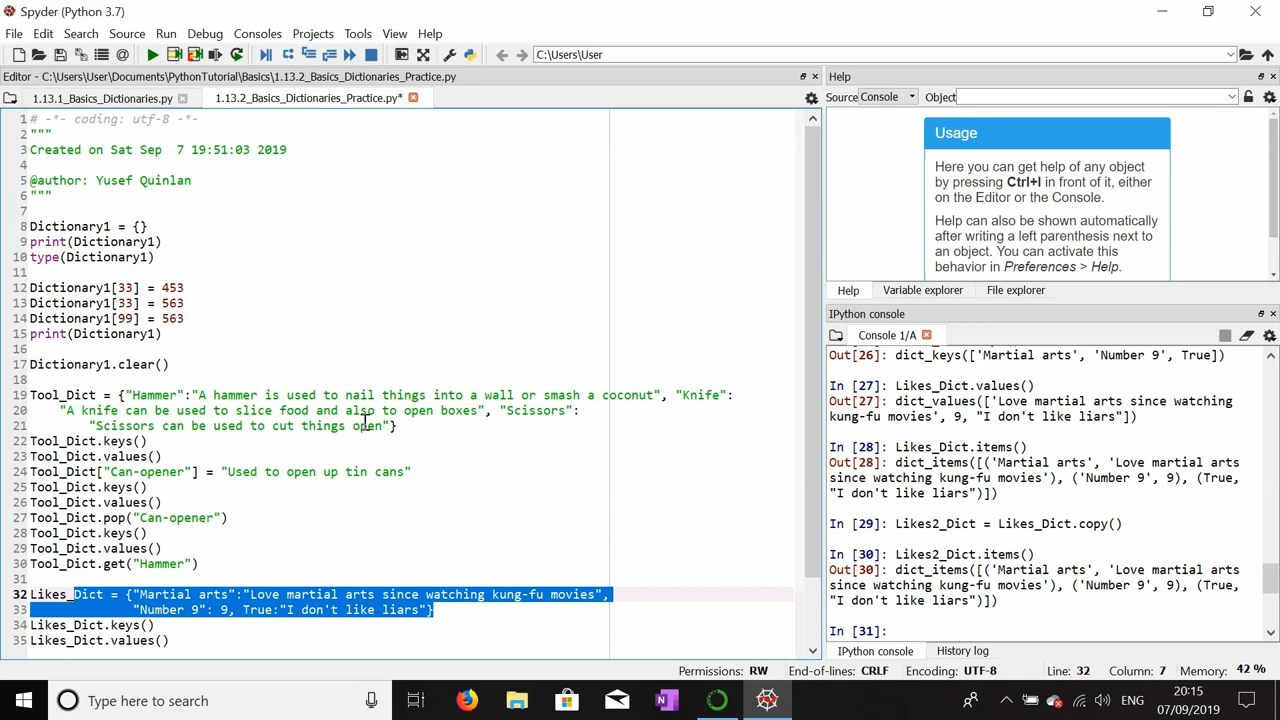 Spyder (Python 3.7)
File Edit Search Source Run Debug Consoles Projects Tools View Help
C:\Users\User
Editor - C:\Users\User\Documents\PythonTutorial\Basics\1.13.2_Basics_Dictionaries_Practice.py
1.13.1_Basics_Dictionaries.py
1.13.2_Basics_Dictionaries_Practice.py*
1 # -*- coding: utf-8 -*-
2 """
3 Created on Sat Sep  7 19:51:03 2019
4
5 @author: Yusef Quinlan
6 """
7
8 Dictionary1 = {}
9 print(Dictionary1)
10 type(Dictionary1)
11
12 Dictionary1[33] = 453
13 Dictionary1[33] = 563
14 Dictionary1[99] = 563
15 print(Dictionary1)
16
17 Dictionary1.clear()
18
19 Tool_Dict = {"Hammer":"A hammer is used to nail things into a wall or smash a coconut", "Knife":
20     "A knife can be used to slice food and also to open boxes", "Scissors":
21         "Scissors can be used to cut things open"}
22 Tool_Dict.keys()
23 Tool_Dict.values()
24 Tool_Dict["Can-opener"] = "Used to open up tin cans"
25 Tool_Dict.keys()
26 Tool_Dict.values()
27 Tool_Dict.pop("Can-opener")
28 Tool_Dict.keys()
29 Tool_Dict.values()
30 Tool_Dict.get("Hammer")
31
32 Likes_Dict = {"Martial arts":"Love martial arts since watching kung-fu movies",
33               "Number 9": 9, True:"I don't like liars"}
34 Likes_Dict.keys()
35 Likes_Dict.values()
Help
Source Console Object
Usage
Here you can get help of any object
by pressing Ctrl+I in front of it, either
on the Editor or the Console.
Help can also be shown automatically
after writing a left parenthesis next to
an object. You can activate this
behavior in Preferences > Help.
Help Variable explorer File explorer
IPython console
Console 1/A
Out[26]: dict_keys(['Martial arts', 'Number 9', True])
In [27]: Likes_Dict.values()
Out[27]: dict_values(['Love martial arts since watching
kung-fu movies', 9, "I don't like liars"])
In [28]: Likes_Dict.items()
Out[28]: dict_items([('Martial arts', 'Love martial arts
since watching kung-fu movies'), ('Number 9', 9), (True,
"I don't like liars")])
In [29]: Likes2_Dict = Likes_Dict.copy()
In [30]: Likes2_Dict.items()
Out[30]: dict_items([('Martial arts', 'Love martial arts
since watching kung-fu movies'), ('Number 9', 9), (True,
"I don't like liars")])
In [31]:
IPython console History log
Permissions: RW End-of-lines: CRLF Encoding: UTF-8 Line: 32 Column: 7 Memory: 42 %
Type here to search
ENG
20:15
07/09/2019